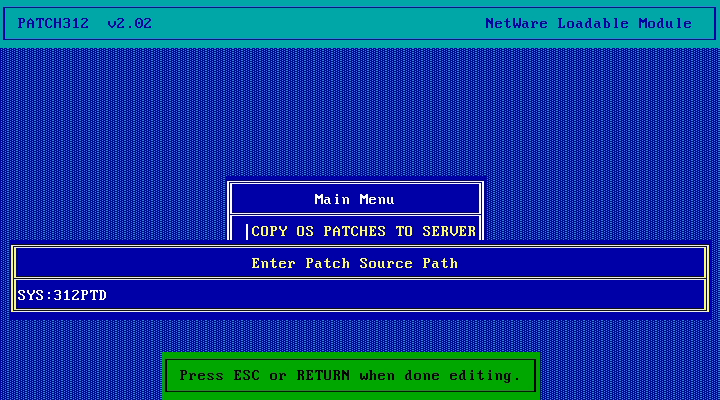 PATCH312 v2.02 NetWare Loadable Module
Main Menu
COPY OS PATCHES TO SERVER
Enter Patch Source Path
SYS:312PTD
Press ESC or RETURN when done editing.